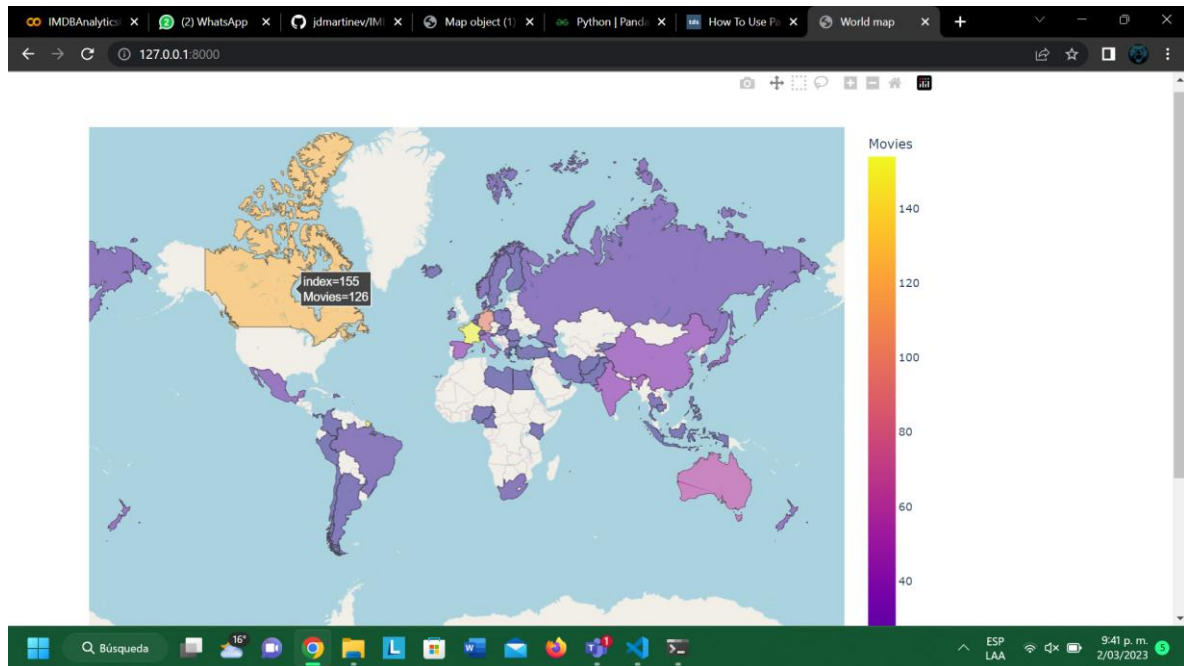 IMDBAnalytics
(2) WhatsApp
jdmartinev/IM
Map object (1)
Python | Panda
How To Use Pa
World map
127.0.0.1:8000
Movies
140
120
100
80
60
40
index=155
Movies=126
Búsqueda
16°
ESP
LAA
9:41 p. m.
2/03/2023
5